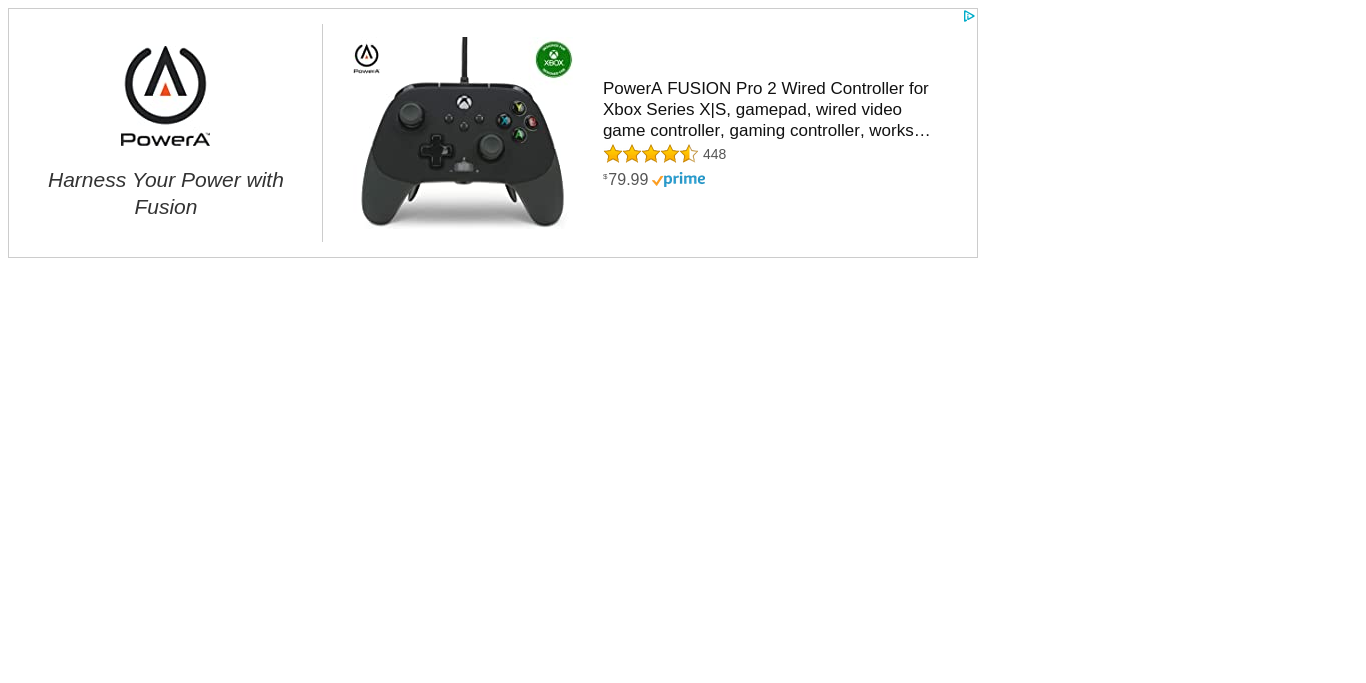 PowerA™
Harness Your Power with
Fusion
PowerA
XBOX
PowerA FUSION Pro 2 Wired Controller for
Xbox Series X|S, gamepad, wired video
game controller, gaming controller, works…
448
$79.99 prime